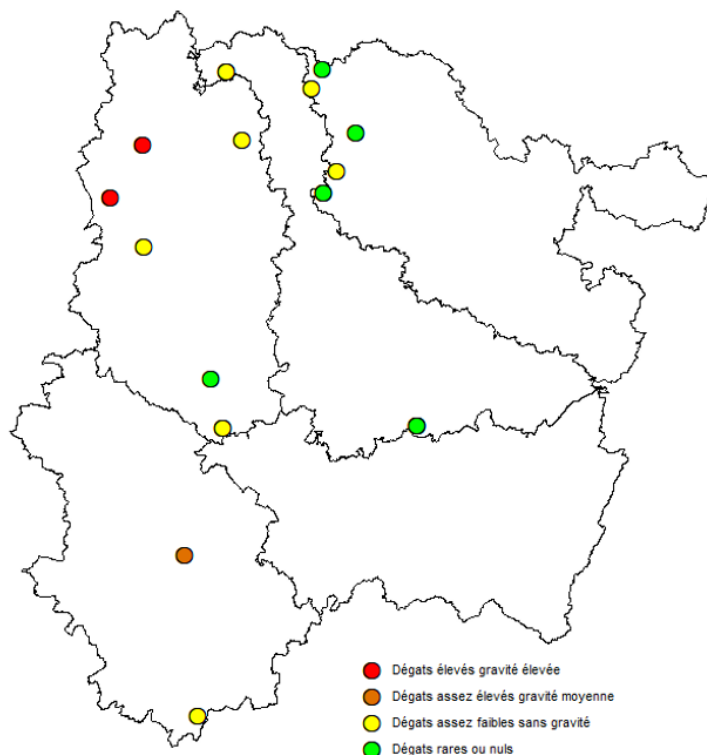 Dégats élevés gravité élevée
Dégats assez élevés gravité moyenne
Dégats assez faibles sans gravité
Dégats rares ou nuls